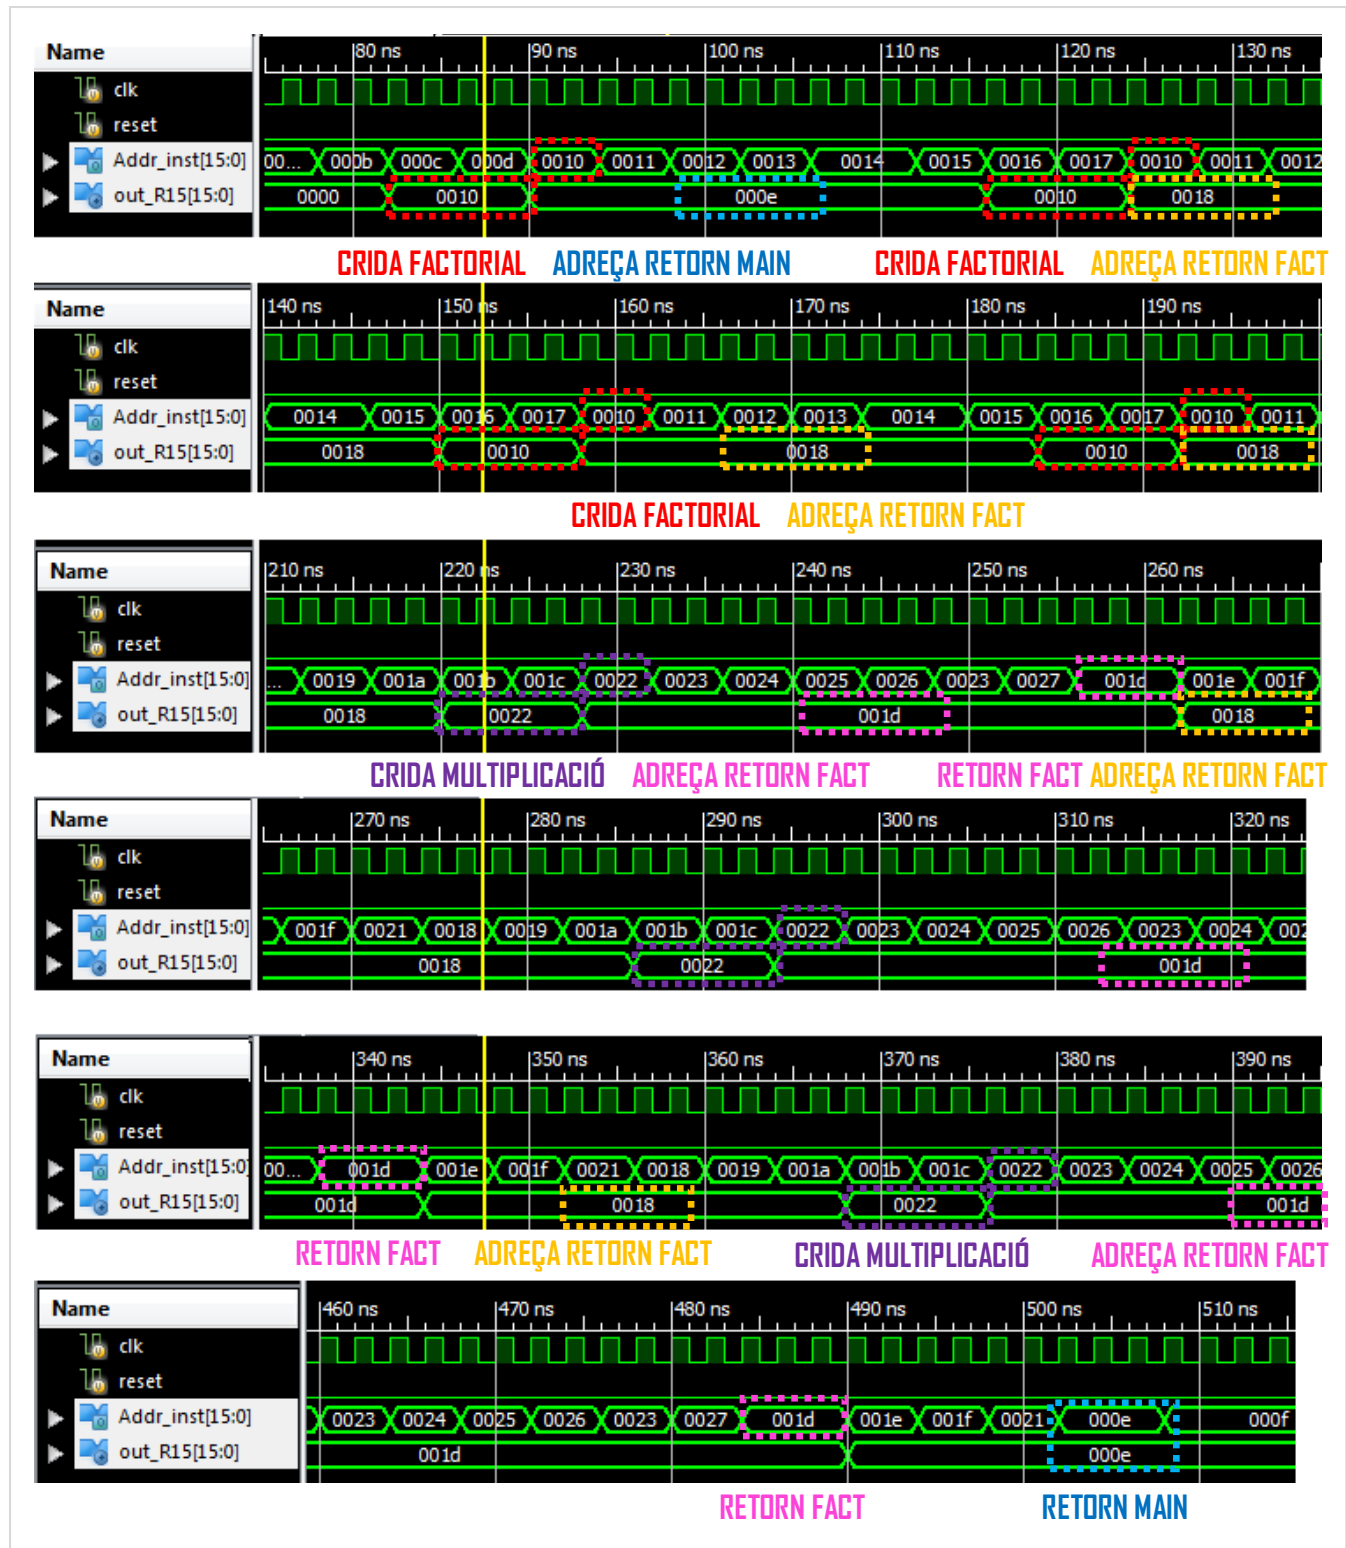 Name 80 ns 90 ns 100 ns 110 ns 120 ns 130 ns
clk
reset
Addr_inst[15:0] 00... 000b 000c 000d 0010 0011 0012 0013 0014 0015 0016 0017 0010 0011 0012
out_R15[15:0] 0000 0010 000e 0010 0018
CRIDA FACTORIAL ADREÇA RETORN MAIN CRIDA FACTORIAL ADREÇA RETORN FACT
Name 140 ns 150 ns 160 ns 170 ns 180 ns 190 ns
clk
reset
Addr_inst[15:0] 0014 0015 0016 0017 0010 0011 0012 0013 0014 0015 0016 0017 0010 0011
out_R15[15:0] 0018 0010 0018 0010 0018
CRIDA FACTORIAL ADREÇA RETORN FACT
Name 210 ns 220 ns 230 ns 240 ns 250 ns 260 ns
clk
reset
Addr_inst[15:0] ... 0019 001a 001b 001c 0022 0023 0024 0025 0026 0023 0027 001d 001e 001f
out_R15[15:0] 0018 0022 001d 0018
CRIDA MULTIPLICACIÓ ADREÇA RETORN FACT RETORN FACT ADREÇA RETORN FACT
Name 270 ns 280 ns 290 ns 300 ns 310 ns 320 ns
clk
reset
Addr_inst[15:0] 001f 0021 0018 0019 001a 001b 001c 0022 0023 0024 0025 0026 0023 0024 002
out_R15[15:0] 0018 0022 001d
Name 340 ns 350 ns 360 ns 370 ns 380 ns 390 ns
clk
reset
Addr_inst[15:0 00... 001d 001e 001f 0021 0018 0019 001a 001b 001c 0022 0023 0024 0025 0026
out_R15[15:0] 001d 0018 0022 001d
RETORN FACT ADREÇA RETORN FACT CRIDA MULTIPLICACIÓ ADREÇA RETORN FACT
Name 460 ns 470 ns 480 ns 490 ns 500 ns 510 ns
clk
reset
Addr_inst[15:0] 0023 0024 0025 0026 0023 0027 001d 001e 001f 0021 000e 000f
out_R15[15:0] 001d 000e
RETORN FACT RETORN MAIN